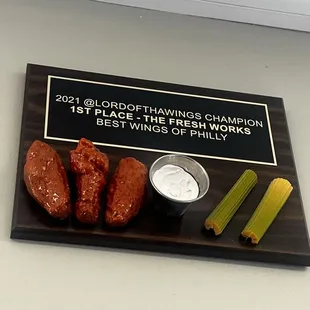 2021 @LORDOFTHAWINGS CHAMPION
1ST PLACE - THE FRESH WORKS
BEST WINGS OF PHILLY